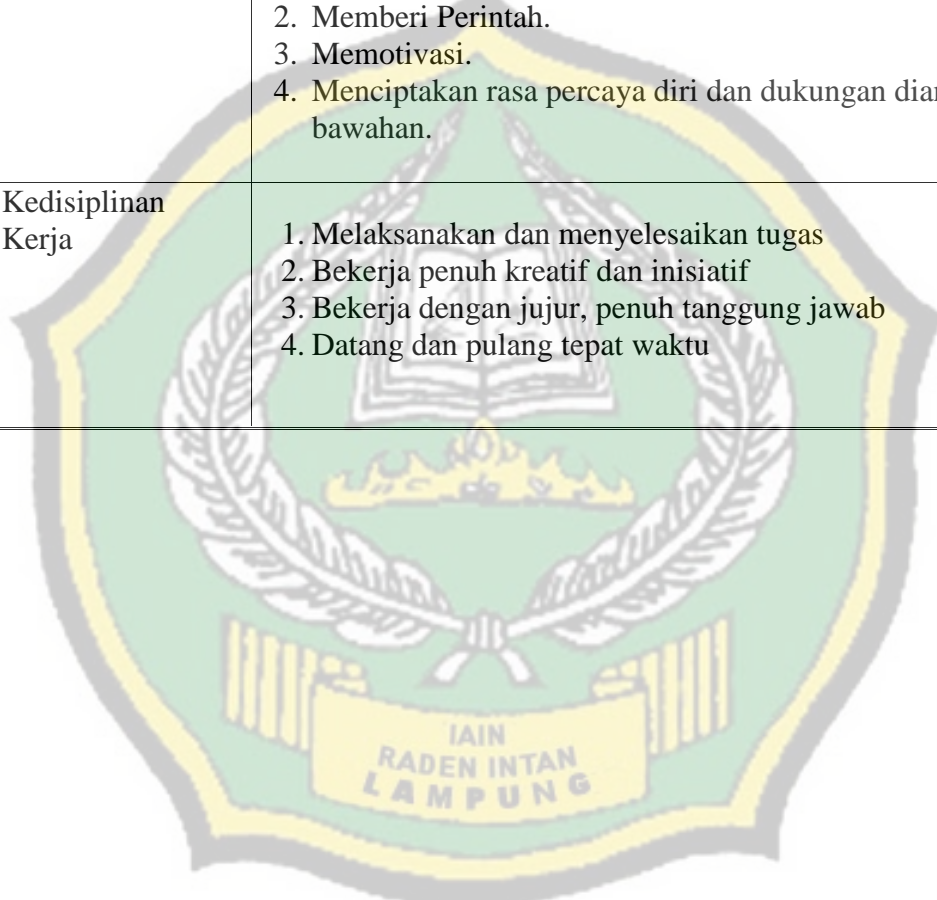 2. Memberi Perintah.
3. Memotivasi.
4. Menciptakan rasa percaya diri dan dukungan
bawahan.
Kedisiplinan
Kerja
1. Melaksanakan dan menyelesaikan tugas
2. Bekerja penuh kreatif dan inisiatif
3. Bekerja dengan jujur, penuh tanggung jawab
4. Datang dan pulang tepat waktu
IAIN
RADEN INTAN
LAMPUNG